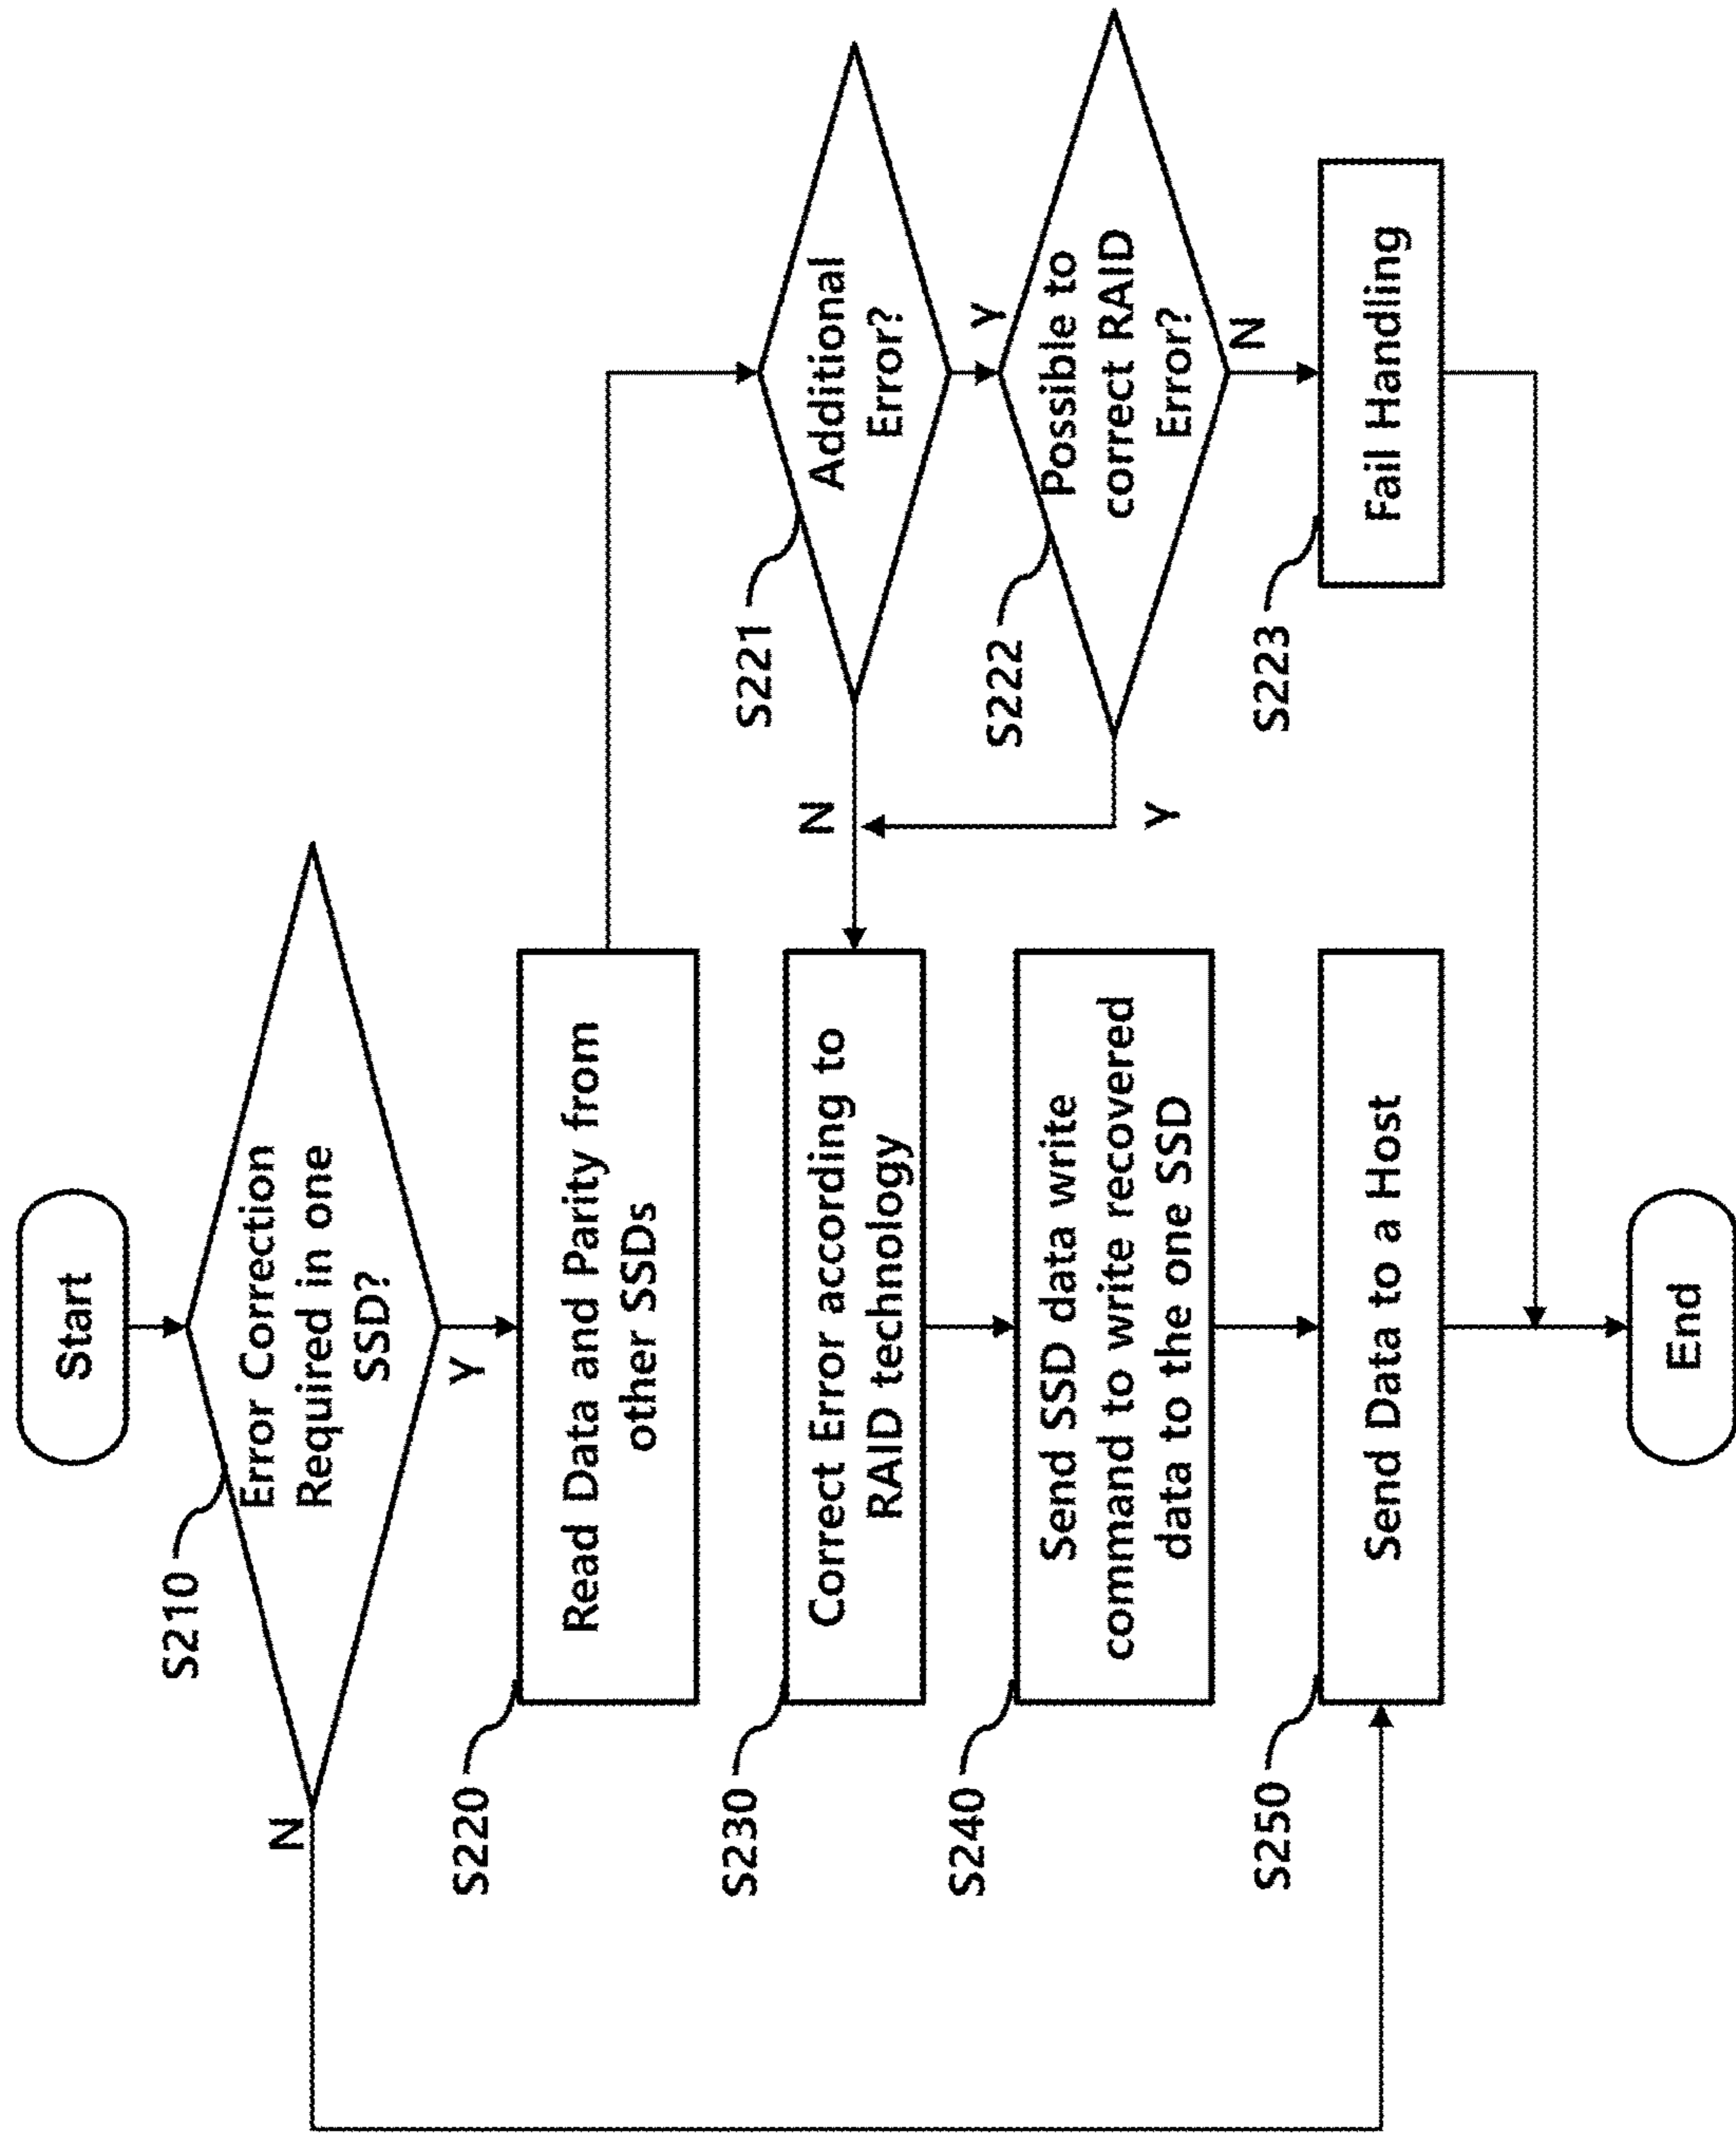 Start
S210
Error Correction
Required in one
SSD?
N
Y
S220
Read Data and Parity from
other SSDs
S221
Additional
Error?
N
Y
S222
Possible to
correct RAID
Error?
Y
N
S223
Fail Handling
S230
Correct Error according to
RAID technology
S240
Send SSD data write
command to write recovered
data to the one SSD
S250
Send Data to a Host
End